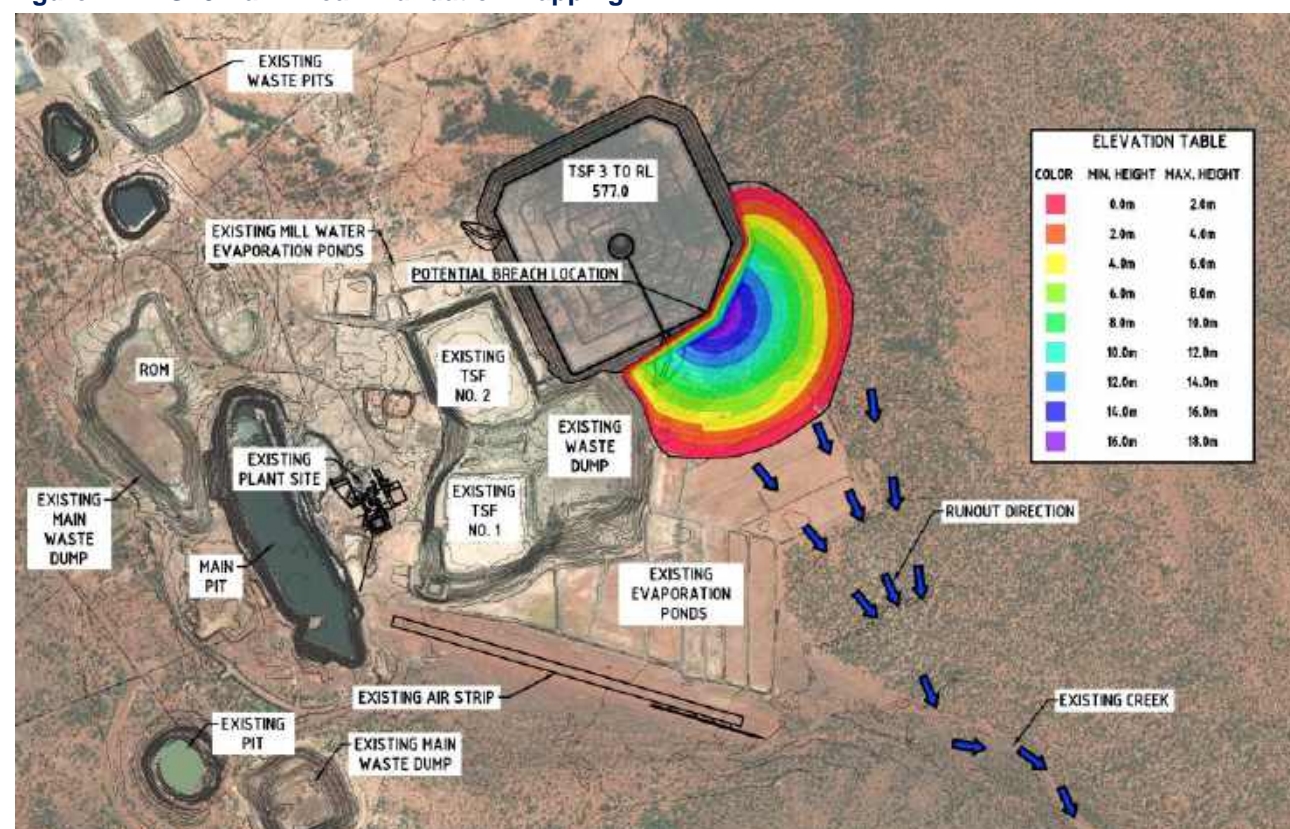 EXISTING
WASTE PITS
TSF 3 TO RL
577.0
EXISTING MILL WATER
EVAPORATION PONDS
POTENTIAL BREACH LOCATION
ELEVATION TABLE
COLOR MIN. HEIGHT MAX. HEIGHT
0.0m 2.0m
2.0m 4.0m
4.0m 6.0m
6.0m 8.0m
8.0m 10.0m
10.0m 12.0m
12.0m 14.0m
14.0m 16.0m
16.0m 18.0m
ROM
EXISTING
TSF
NO. 2
EXISTING
WASTE
DUMP
EXISTING
PLANT SITE
EXISTING
TSF
NO. 1
EXISTING
MAIN
WASTE
DUMP
MAIN
PIT
RUNOUT DIRECTION
EXISTING
EVAPORATION
PONDS
EXISTING AIR STRIP
EXISTING CREEK
EXISTING
PIT
EXISTING MAIN
WASTE DUMP